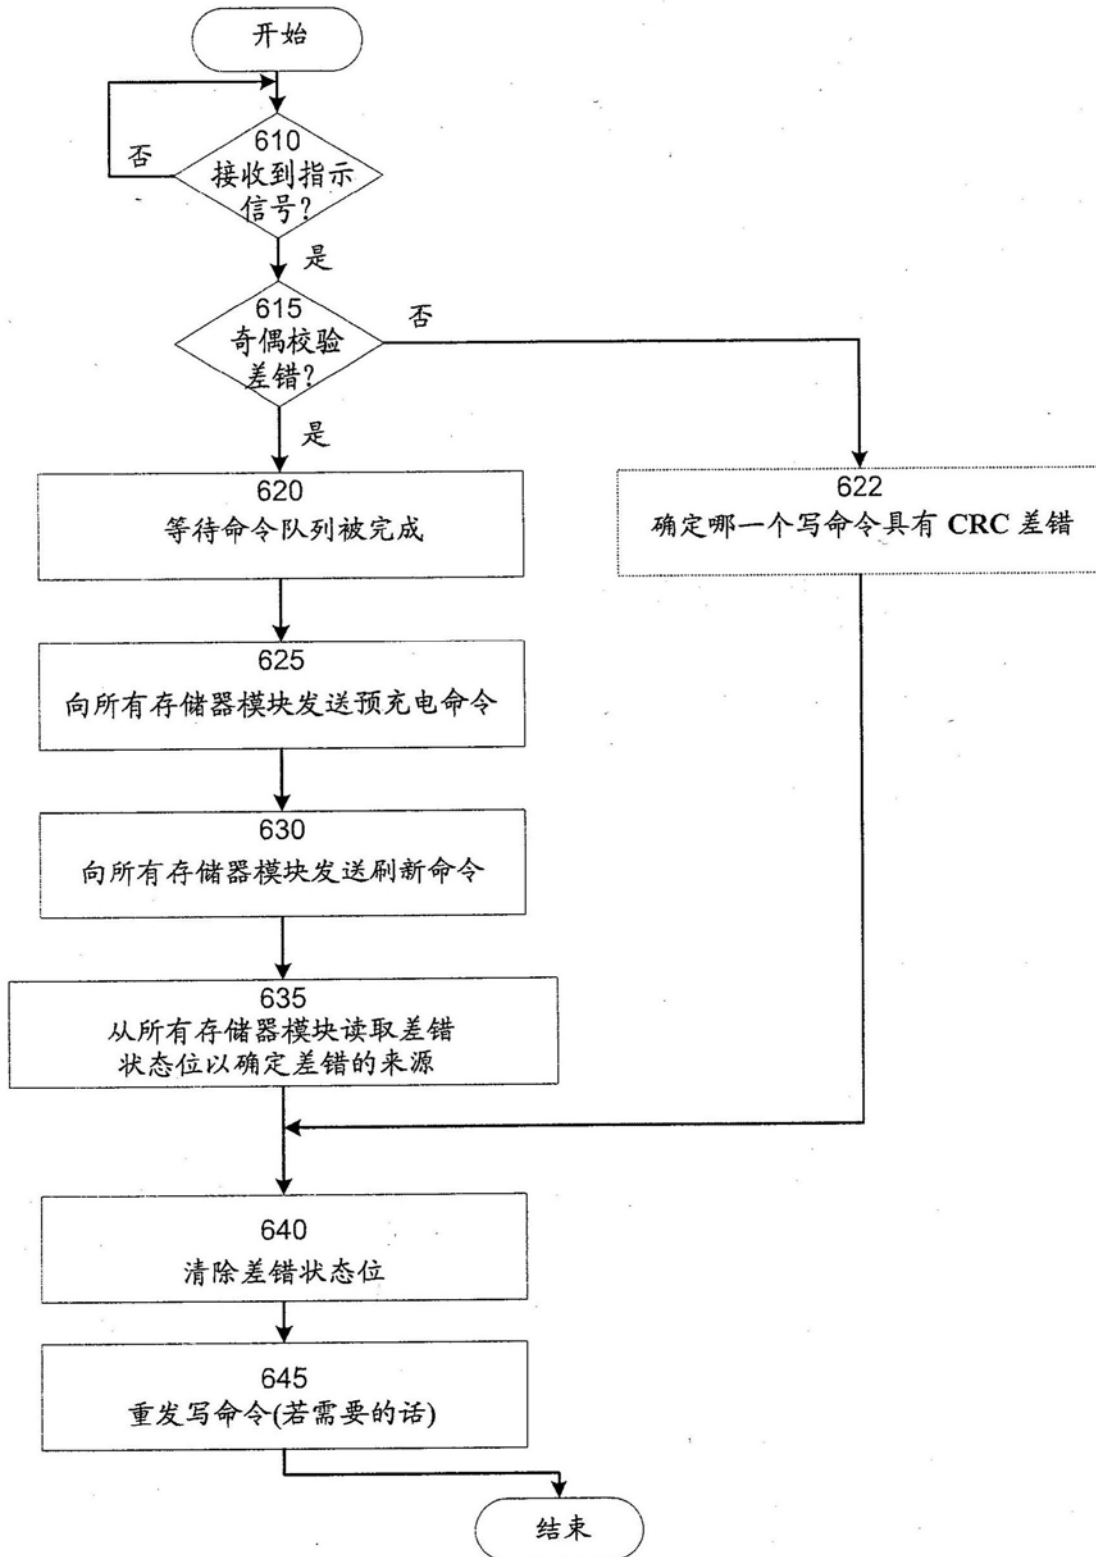 开始
610
接收到指示
信号?
否
是
615
奇偶校验
差错?
否
是
620
等待命令队列被完成
622
确定哪一个写命令具有 CRC 差错
625
向所有存储器模块发送预充电命令
630
向所有存储器模块发送刷新命令
635
从所有存储器模块读取差错
状态位以确定差错的来源
640
清除差错状态位
645
重发写命令(若需要的话)
结束